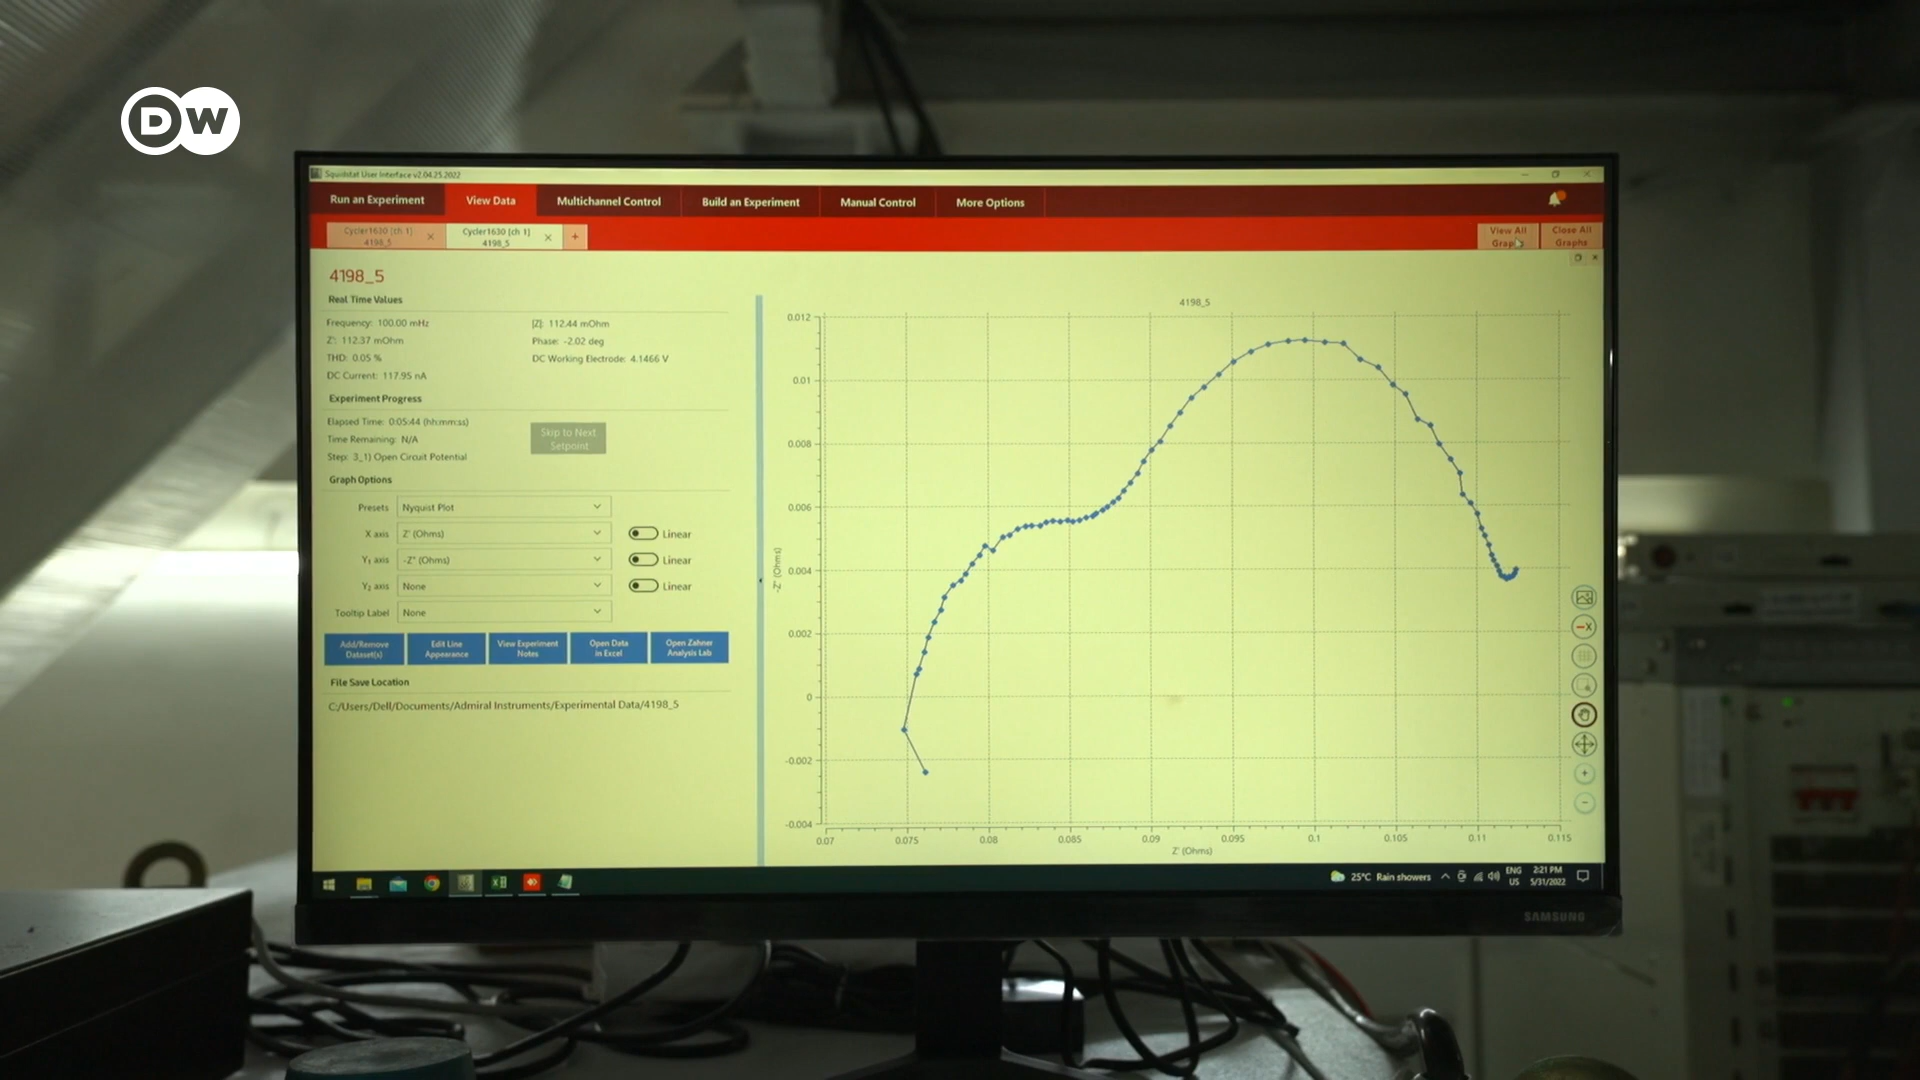 DW
Squidstat User Interface v2.04.25.2022
Run an Experiment
View Data
Multichannel Control
Build an Experiment
Manual Control
More Options
Cycler1630 [ch 1]
4198_5
Cycler1630 [ch 1]
4198_5
+
View All
Graphs
Close All
Graphs
4198_5
Real Time Values
Frequency: 100.00 mHz
|Z|: 112.44 mOhm
Z': 112.37 mOhm
Phase: -2.02 deg
THD: 0.05 %
DC Working Electrode: 4.1466 V
DC Current: 117.95 nA
Experiment Progress
Elapsed Time: 0:05:44 (hh:mm:ss)
Time Remaining: N/A
Step: 3_1) Open Circuit Potential
Skip to Next
Setpoint
Graph Options
Presets Nyquist Plot
X axis Z' (Ohms) Linear
Y₁ axis -Z" (Ohms) Linear
Y₂ axis None Linear
Tooltip Label None
Add/Remove
Dataset(s)
Edit Line
Appearance
View Experiment
Notes
Open Data
in Excel
Open Zahner
Analysis Lab
File Save Location
C:/Users/Dell/Documents/Admiral Instruments/Experimental Data/4198_5
4198_5
0.012
0.01
0.008
0.006
0.004
0.002
0
-0.002
-0.004
-Z" (Ohms)
0.07 0.075 0.08 0.085 0.09 0.095 0.1 0.105 0.11 0.115
Z' (Ohms)
25°C Rain showers
ENG
US
2:21 PM
5/31/2022
SAMSUNG